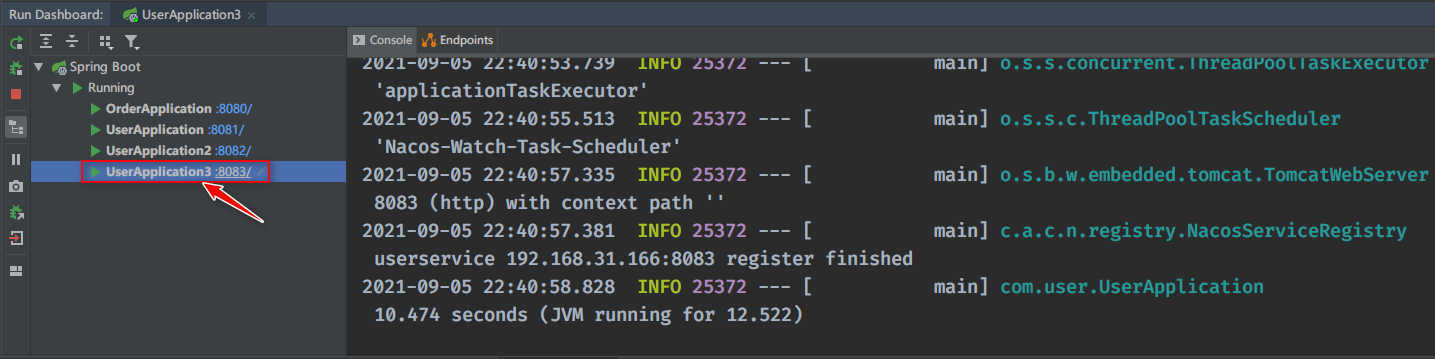 Run Dashboard: UserApplication3
Console Endpoints
Spring Boot
Running
OrderApplication :8080/
UserApplication :8081/
UserApplication2 :8082/
UserApplication3 :8083/
2021-09-05 22:40:53.739 INFO 25372 --- [ main] o.s.s.concurrent.ThreadPoolTaskExecutor
'applicationTaskExecutor'
2021-09-05 22:40:55.513 INFO 25372 --- [ main] o.s.s.c.ThreadPoolTaskScheduler
'Nacos-Watch-Task-Scheduler'
2021-09-05 22:40:57.335 INFO 25372 --- [ main] o.s.b.w.embedded.tomcat.TomcatWebServer
8083 (http) with context path ''
2021-09-05 22:40:57.381 INFO 25372 --- [ main] c.a.c.n.registry.NacosServiceRegistry
userservice 192.168.31.166:8083 register finished
2021-09-05 22:40:58.828 INFO 25372 --- [ main] com.user.UserApplication
10.474 seconds (JVM running for 12.522)